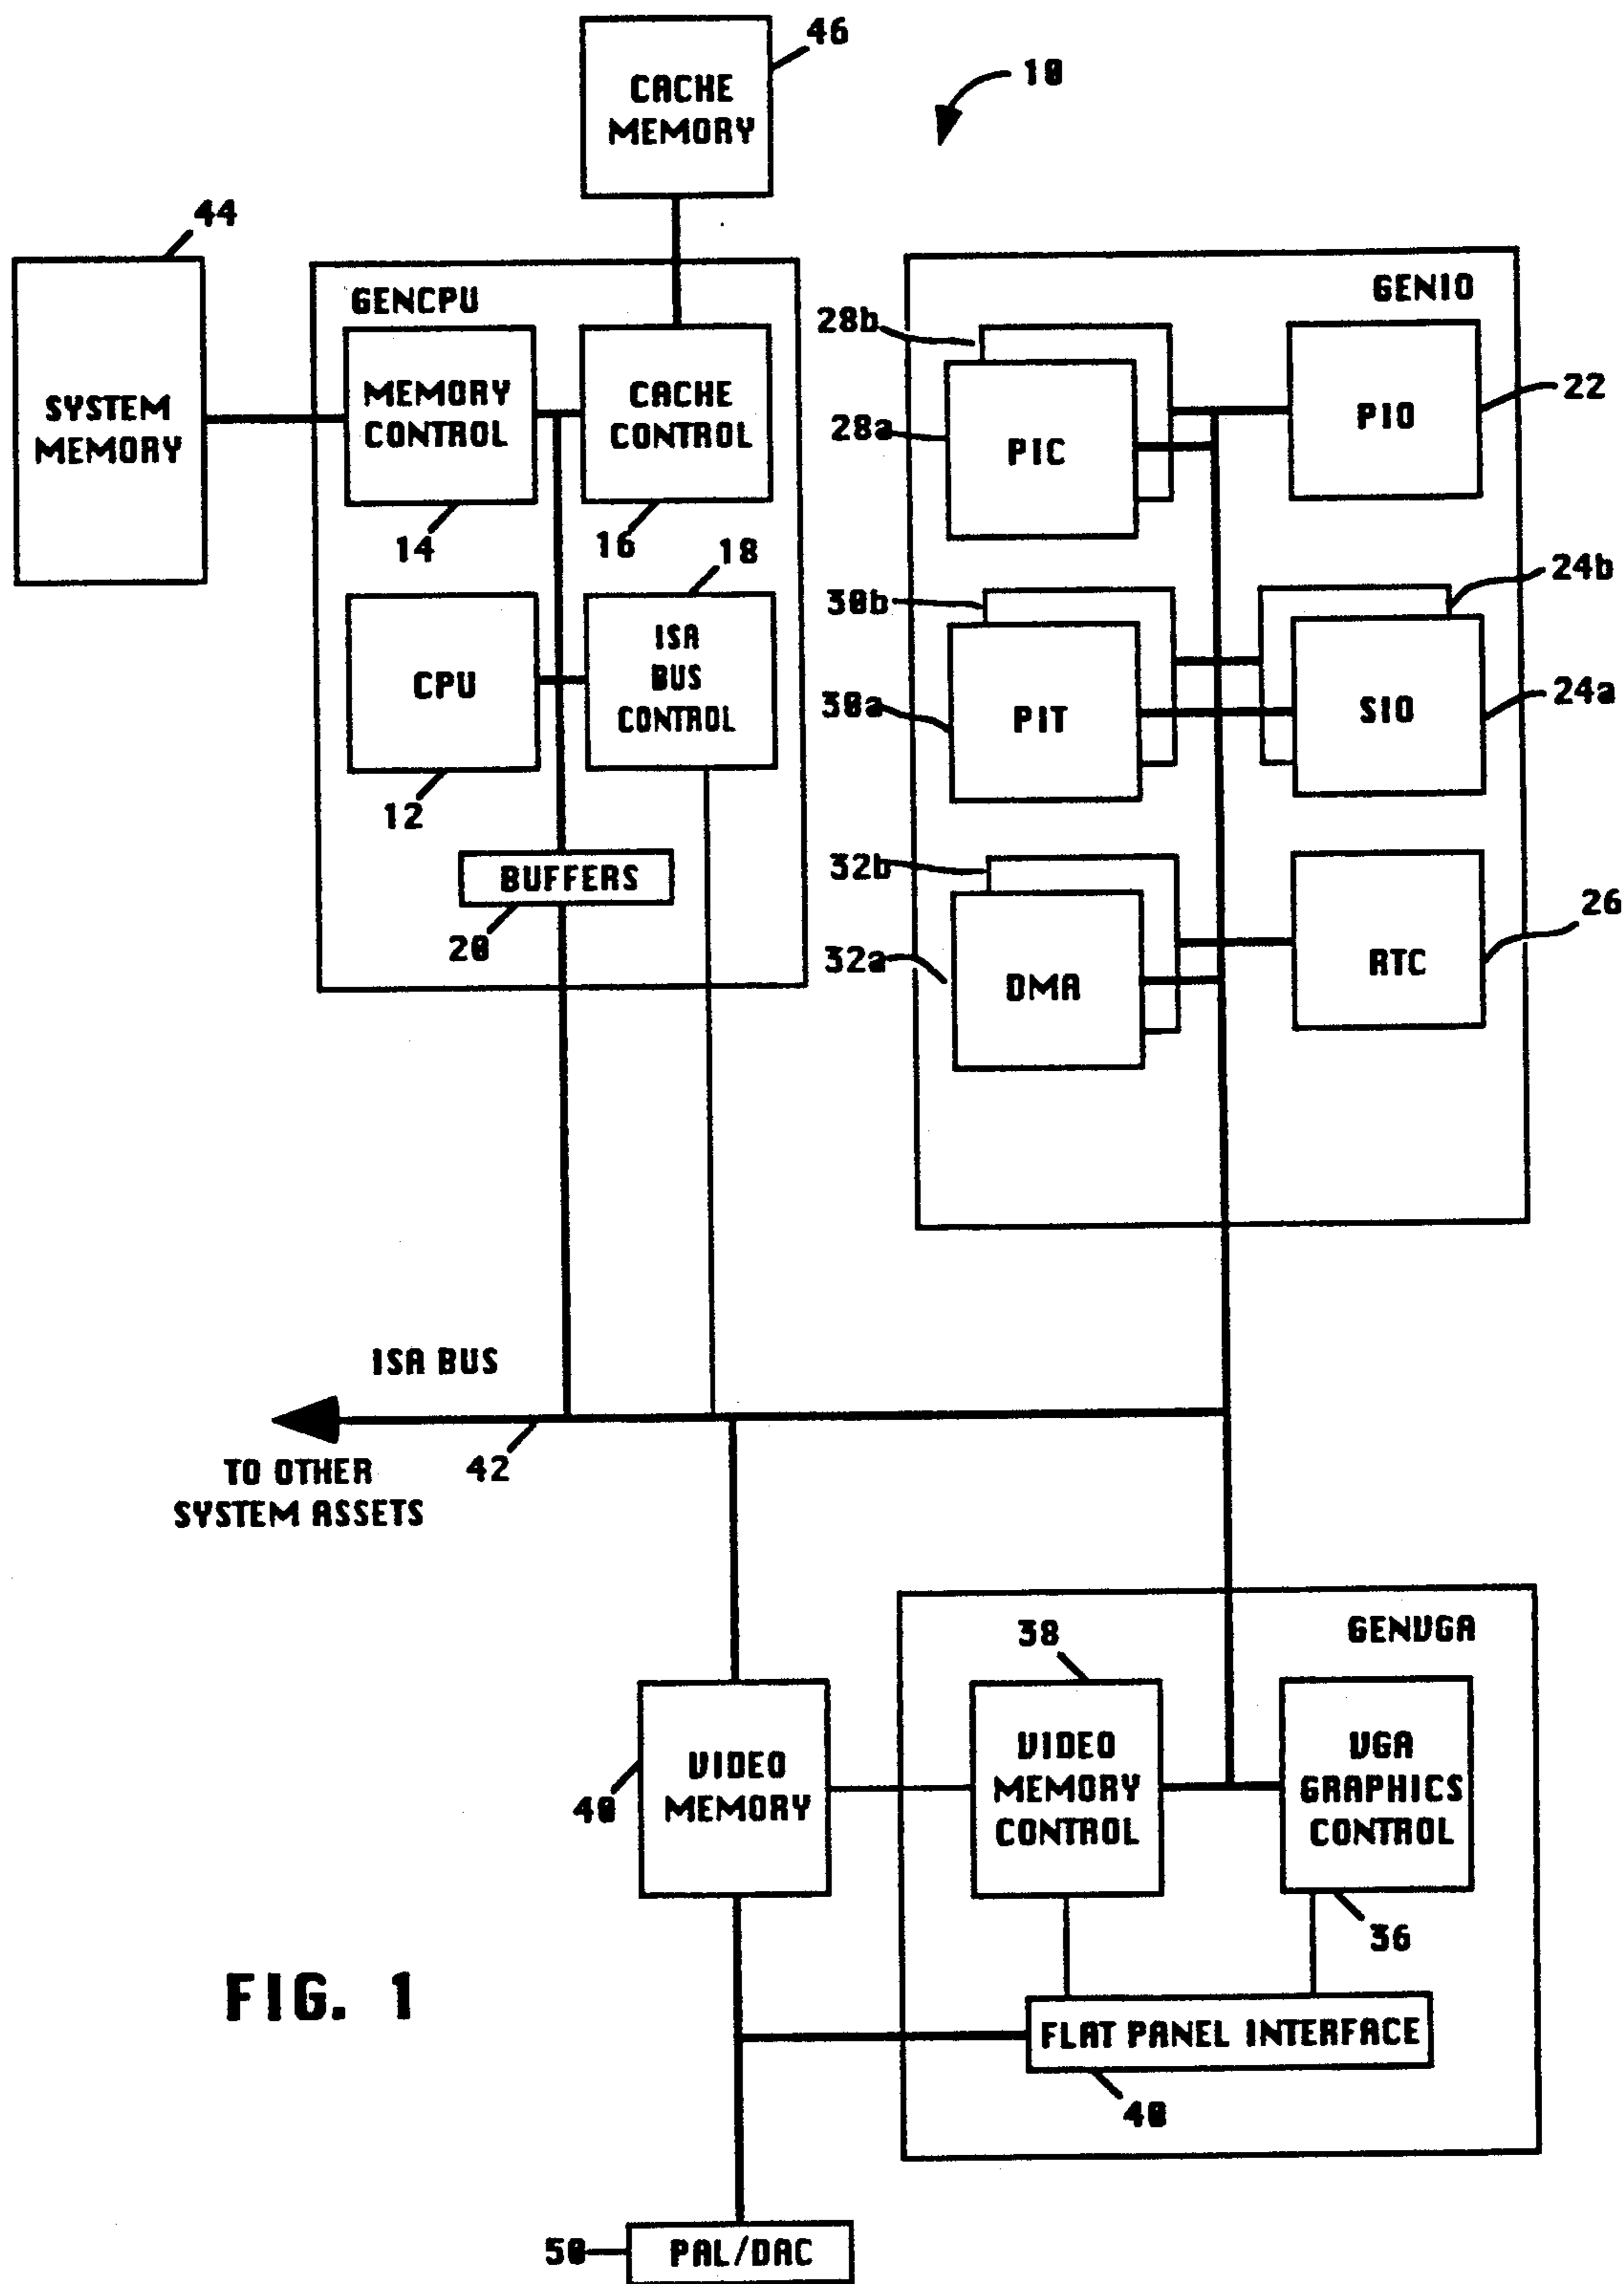 46
CACHE
MEMORY
10
44
SYSTEM
MEMORY
GENCPU
MEMORY
CONTROL
14
CACHE
CONTROL
16
18
CPU
12
ISA
BUS
CONTROL
BUFFERS
20
GENIO
28b
28a
PIC
PIO
22
30b
30a
PIT
24b
24a
SIO
32b
32a
DMA
RTC
26
ISA BUS
42
TO OTHER
SYSTEM ASSETS
GENVGA
38
VIDEO
MEMORY
40
VIDEO
MEMORY
CONTROL
VGA
GRAPHICS
CONTROL
36
FLAT PANEL INTERFACE
40
FIG. 1
50
PAL/DAC